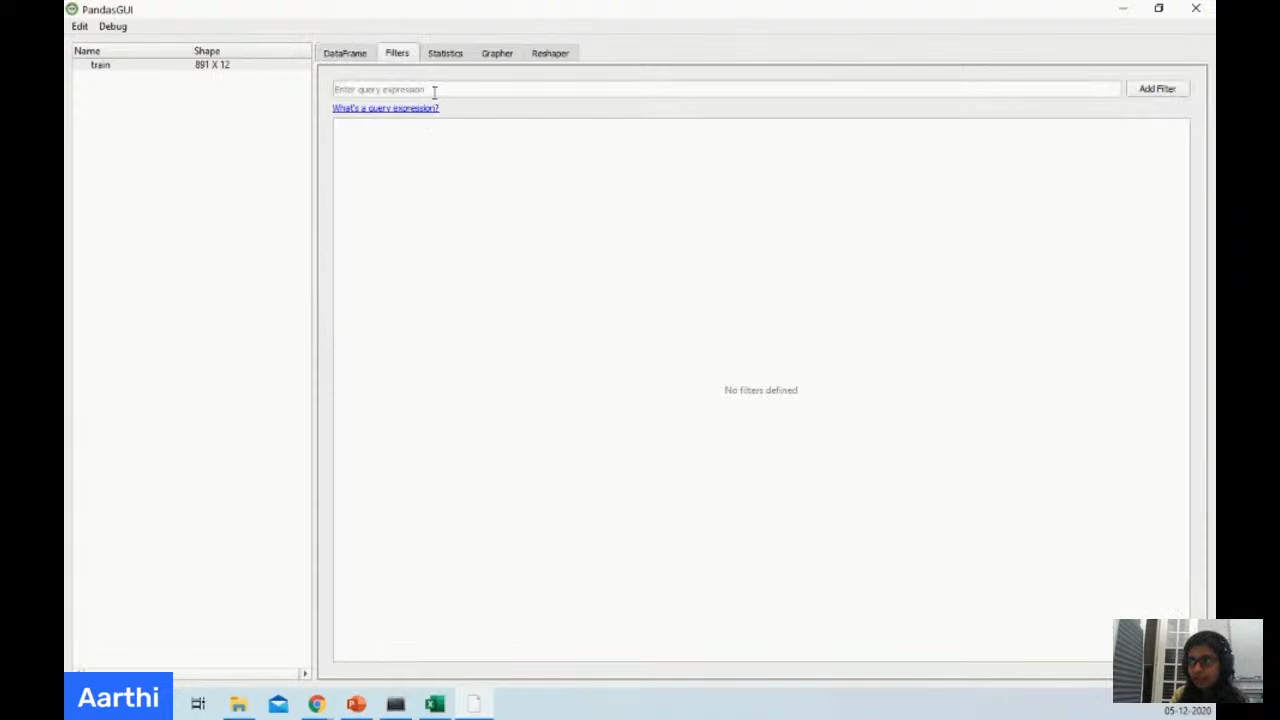 PandasGUI
Edit Debug
Name Shape
train 891 X 12
DataFrame Filters Statistics Grapher Reshaper
Enter query expression
Add Filter
What's a query expression?
No filters defined
Aarthi
05-12-2020